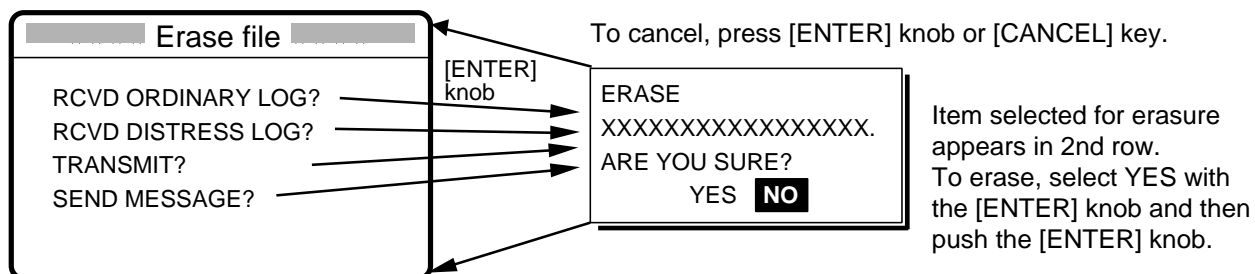 Erase file
RCVD ORDINARY LOG?
RCVD DISTRESS LOG?
TRANSMIT?
SEND MESSAGE?
[ENTER]
knob
To cancel, press [ENTER] knob or [CANCEL] key.
ERASE
XXXXXXXXXXXXXXXXX.
ARE YOU SURE?
YES NO
Item selected for erasure
appears in 2nd row.
To erase, select YES with
the [ENTER] knob and then
push the [ENTER] knob.